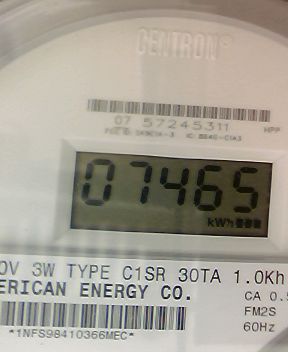 CENTRON®
07 57245311
HPP
07465
kWh
0V 3W TYPE C1SR 30TA 1.0Kh
ERICAN ENERGY CO.
CA 0.5
FM2S
60Hz
*1NFS98410366MEC*